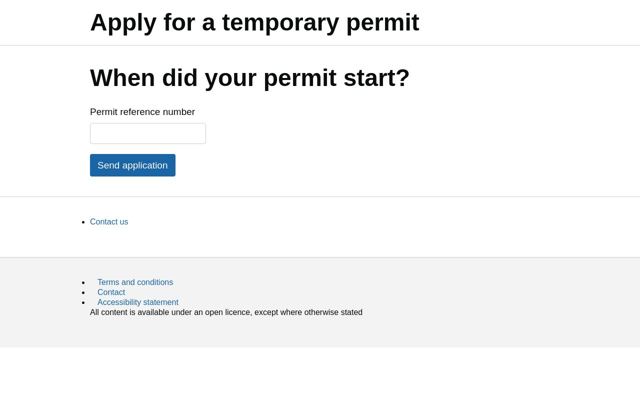 Apply for a temporary permit
When did your permit start?
Permit reference number
Send application
Contact us
Terms and conditions
Contact
Accessibility statement
All content is available under an open licence, except where otherwise stated